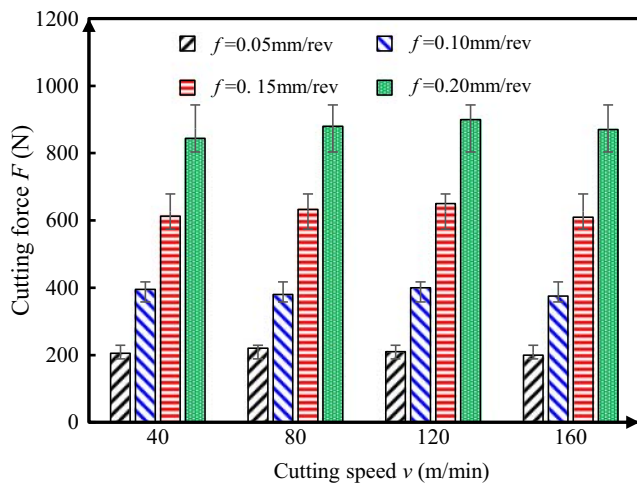 1200
1000
800
600
400
200
0
Cutting force F (N)
f=0.05mm/rev
f=0.10mm/rev
f=0. 15mm/rev
f=0.20mm/rev
40
80
120
160
Cutting speed v (m/min)